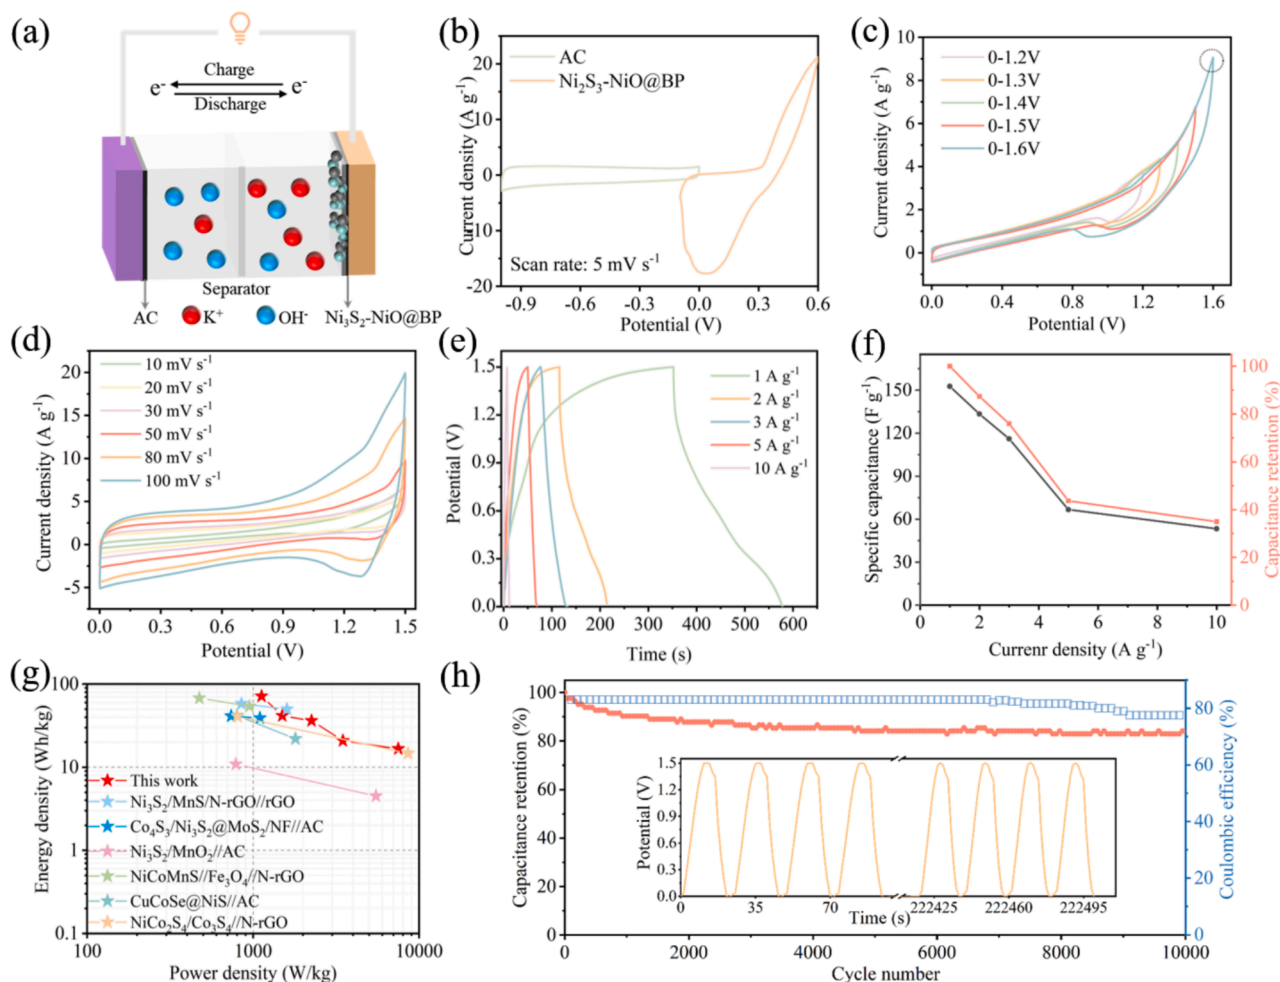 (a)
Charge
e⁻ e⁻
Discharge
Separator
AC K⁺ OH⁻ Ni₃S₂-NiO@BP
(b)
AC
Ni₂S₃-NiO@BP
Scan rate: 5 mV s⁻¹
Current density (A g⁻¹)
20
10
0
-10
-20
-0.9 -0.6 -0.3 0.0 0.3 0.6
Potential (V)
(c)
0-1.2V
0-1.3V
0-1.4V
0-1.5V
0-1.6V
Current density (A g⁻¹)
10
8
6
4
2
0
0.0 0.4 0.8 1.2 1.6
Potential (V)
(d)
10 mV s⁻¹
20 mV s⁻¹
30 mV s⁻¹
50 mV s⁻¹
80 mV s⁻¹
100 mV s⁻¹
Current density (A g⁻¹)
20
15
10
5
0
-5
0.0 0.3 0.6 0.9 1.2 1.5
Potential (V)
(e)
1 A g⁻¹
2 A g⁻¹
3 A g⁻¹
5 A g⁻¹
10 A g⁻¹
Potential (V)
1.5
1.2
0.9
0.6
0.3
0.0
0 100 200 300 400 500 600
Time (s)
(f)
Specific capacitance (F g⁻¹)
150
120
90
60
30
0
0 2 4 6 8 10
Currenr density (A g⁻¹)
100
80
60
40
20
0
Capacitance retention (%)
(g)
Energy density (Wh/kg)
100
10
1
0.1
This work
Ni₃S₂/MnS/N-rGO//rGO
Co₄S₃/Ni₃S₂@MoS₂/NF//AC
Ni₃S₂/MnO₂//AC
NiCoMnS//Fe₃O₄//N-rGO
CuCoSe@NiS//AC
NiCo₂S₄/Co₃S₄//N-rGO
100 1000 10000
Power density (W/kg)
(h)
Capacitance retention (%)
100
80
60
40
20
0
0 2000 4000 6000 8000 10000
Cycle number
80
60
40
20
0
Coulombic efficiency (%)
Potential (V)
1.5
1.2
0.9
0.6
0.3
0.0
0 35 70 222425 222460 222495
Time (s)